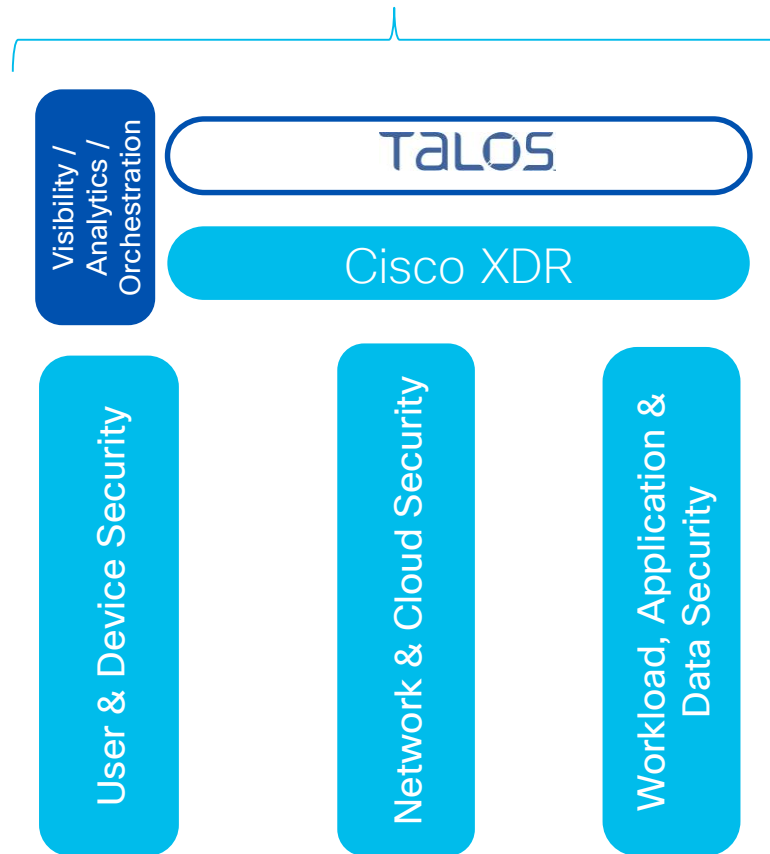 Visibility /
Analytics /
Orchestration
TALOS
Cisco XDR
User & Device Security
Network & Cloud Security
Workload, Application &
Data Security